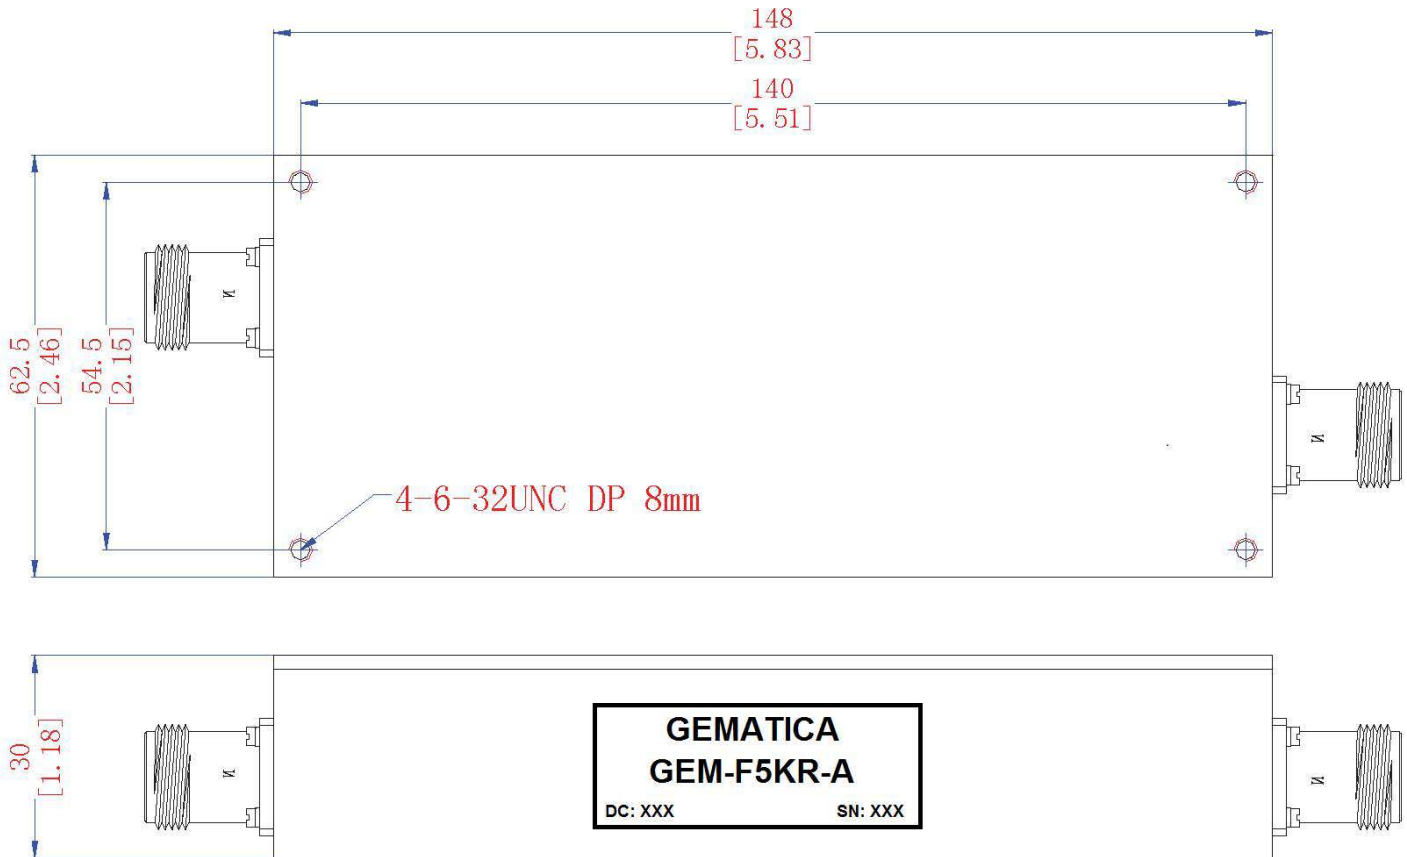 148
[5.83]
140
[5.51]
62.5
[2.46]
54.5
[2.15]
N
N
4-6-32UNC DP 8mm
30
[1.18]
N
GEMATICA
GEM-F5KR-A
DC: XXX SN: XXX
N